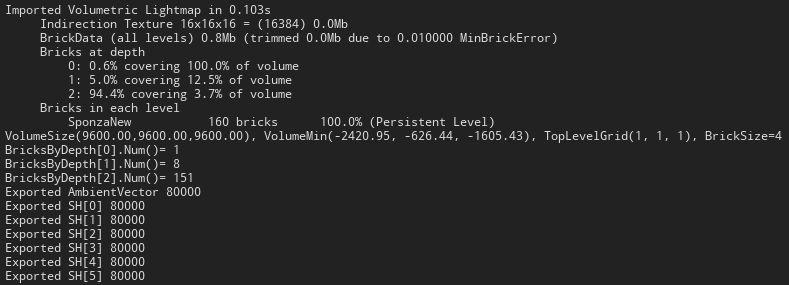 Imported Volumetric Lightmap in 0.103s
Indirection Texture 16x16x16 = (16384) 0.0Mb
BrickData (all levels) 0.8Mb (trimmed 0.0Mb due to 0.010000 MinBrickError)
Bricks at depth
0: 0.6% covering 100.0% of volume
1: 5.0% covering 12.5% of volume
2: 94.4% covering 3.7% of volume
Bricks in each level
SponzaNew 160 bricks 100.0% (Persistent Level)
VolumeSize(9600.00,9600.00,9600.00), VolumeMin(-2420.95, -626.44, -1605.43), TopLevelGrid(1, 1, 1), BrickSize=4
BricksByDepth[0].Num()= 1
BricksByDepth[1].Num()= 8
BricksByDepth[2].Num()= 151
Exported AmbientVector 80000
Exported SH[0] 80000
Exported SH[1] 80000
Exported SH[2] 80000
Exported SH[3] 80000
Exported SH[4] 80000
Exported SH[5] 80000